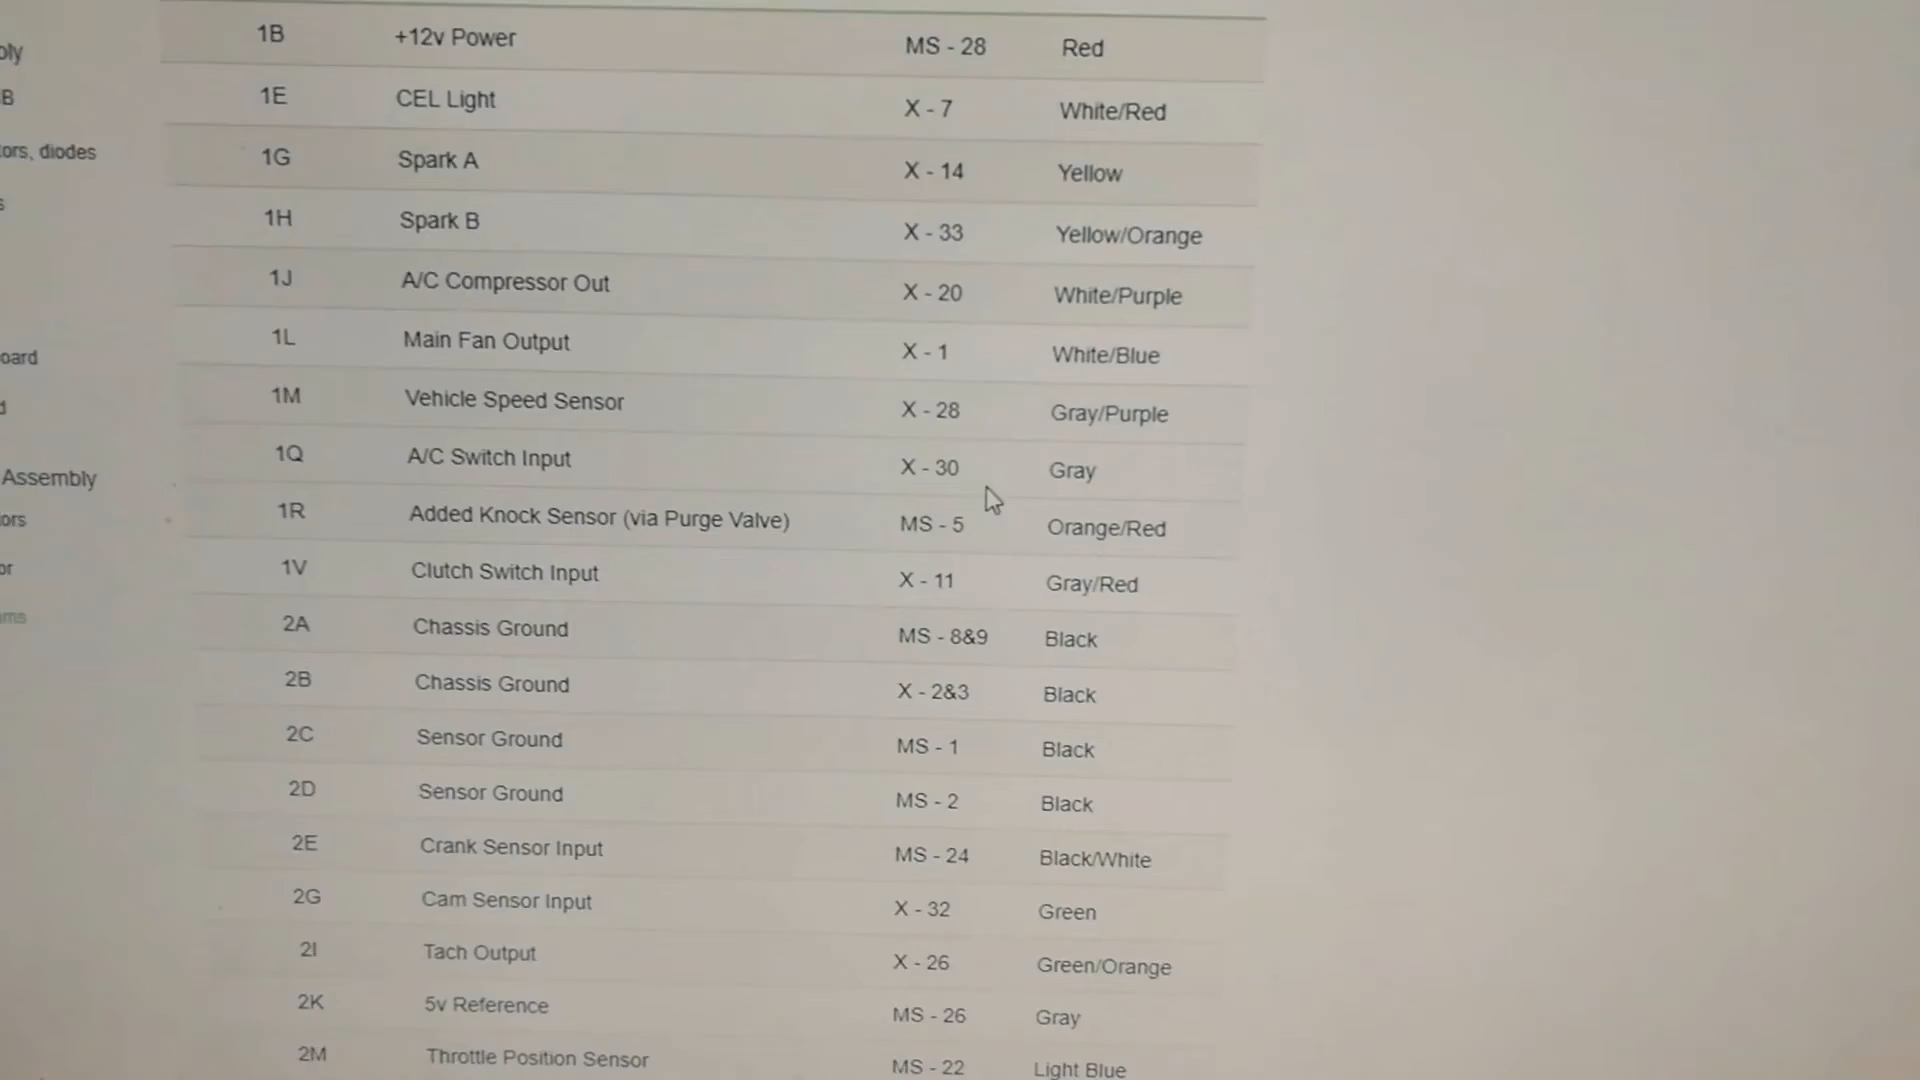 1B +12v Power MS - 28 Red
1E CEL Light X - 7 White/Red
1G Spark A X - 14 Yellow
1H Spark B X - 33 Yellow/Orange
1J A/C Compressor Out X - 20 White/Purple
1L Main Fan Output X - 1 White/Blue
1M Vehicle Speed Sensor X - 28 Gray/Purple
1Q A/C Switch Input X - 30 Gray
1R Added Knock Sensor (via Purge Valve) MS - 5 Orange/Red
1V Clutch Switch Input X - 11 Gray/Red
2A Chassis Ground MS - 8&9 Black
2B Chassis Ground X - 2&3 Black
2C Sensor Ground MS - 1 Black
2D Sensor Ground MS - 2 Black
2E Crank Sensor Input MS - 24 Black/White
2G Cam Sensor Input X - 32 Green
2I Tach Output X - 26 Green/Orange
2K 5v Reference MS - 26 Gray
2M Throttle Position Sensor MS - 22 Light Blue
B
diodes
Assembly